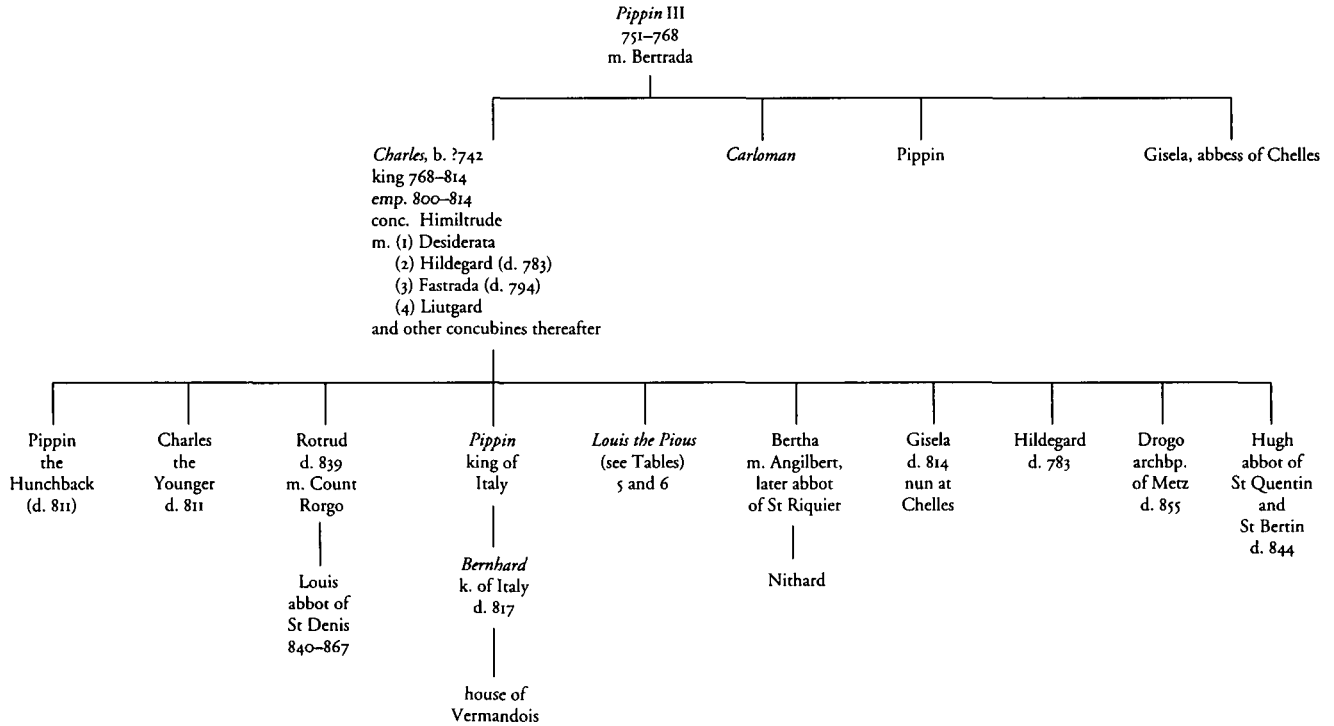 Pippin III
751–768
m. Bertrada
Charles, b. ?742
king 768–814
emp. 800–814
conc. Himiltrude
m. (1) Desiderata
(2) Hildegard (d. 783)
(3) Fastrada (d. 794)
(4) Liutgard
and other concubines thereafter
Carloman
Pippin
Gisela, abbess of Chelles
Pippin
the
Hunchback
(d. 811)
Charles
the
Younger
d. 811
Rotrud
d. 839
m. Count
Rorgo
Louis
abbot of
St Denis
840–867
Pippin
king of
Italy
Bernhard
k. of Italy
d. 817
house of
Vermandois
Louis the Pious
(see Tables)
5 and 6
Bertha
m. Angilbert,
later abbot
of St Riquier
Nithard
Gisela
d. 814
nun at
Chelles
Hildegard
d. 783
Drogo
archbp.
of Metz
d. 855
Hugh
abbot of
St Quentin
and
St Bertin
d. 844